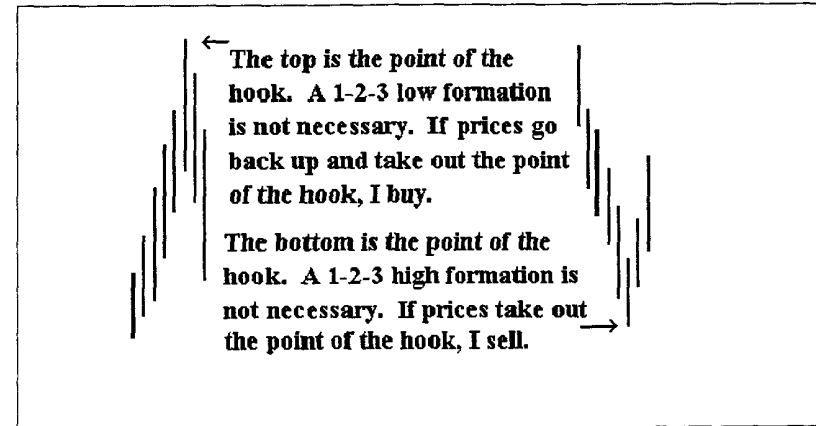 The top is the point of the
hook. A 1-2-3 low formation
is not necessary. If prices go
back up and take out the point
of the hook, I buy.
The bottom is the point of the
hook. A 1-2-3 high formation is
not necessary. If prices take out
the point of the hook, I sell.